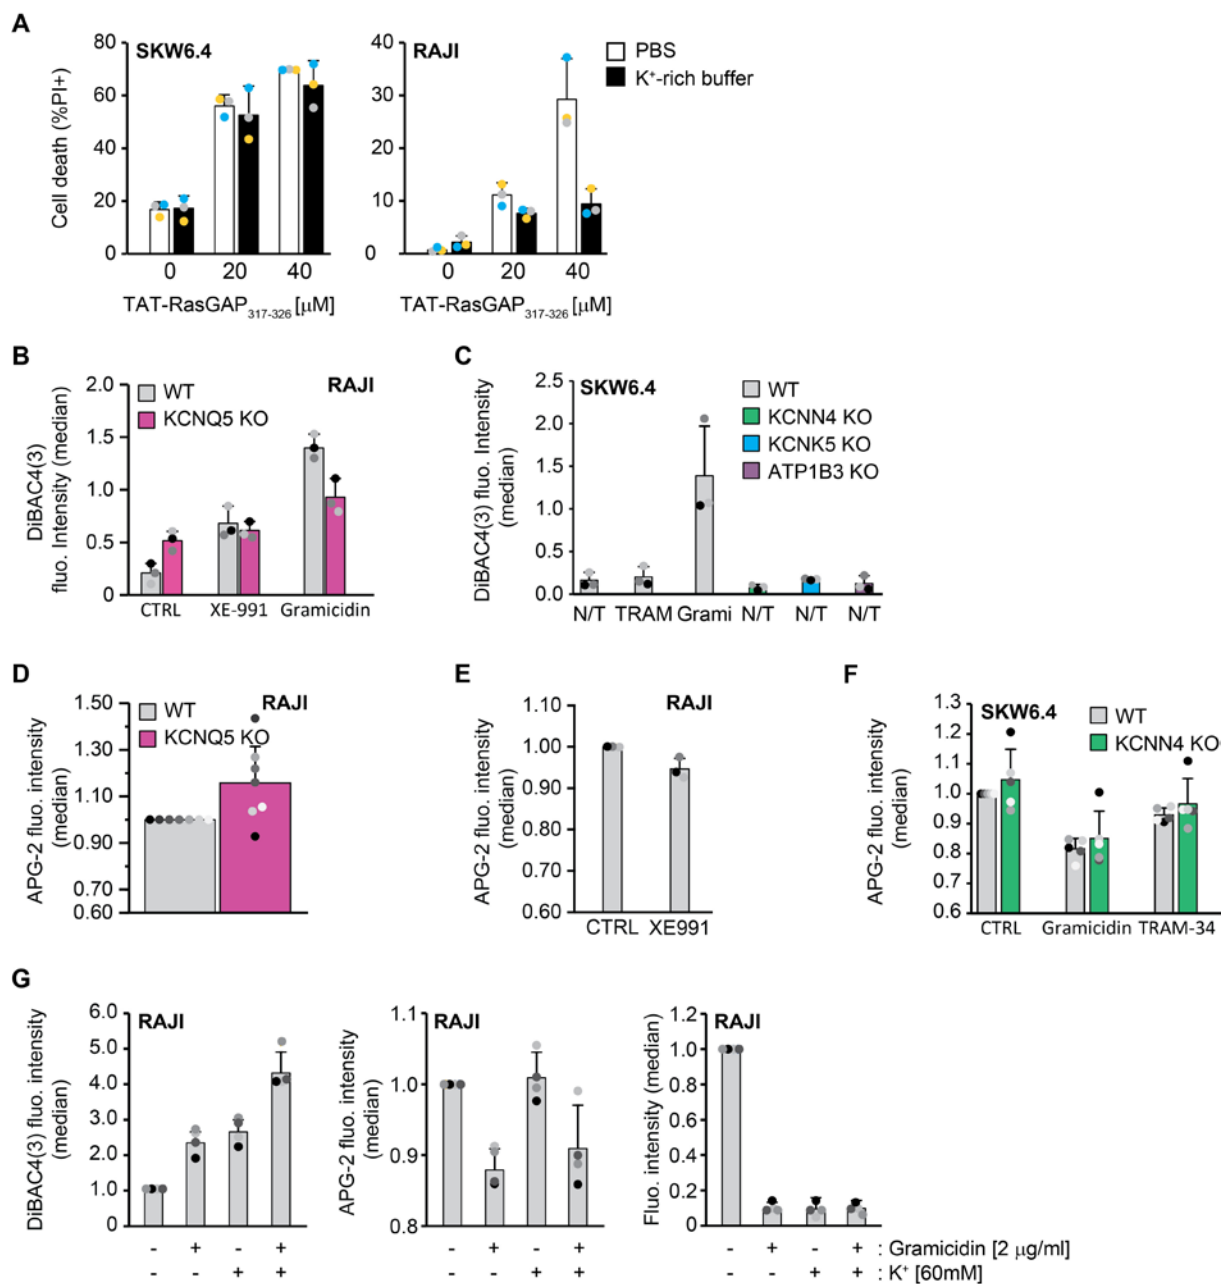 A
SKW6.4
RAJI
PBS
K+-rich buffer
Cell death (%PI+)
80
60
40
20
0
40
30
20
10
0
0 20 40
0 20 40
TAT-RasGAP317-326 [μM]
TAT-RasGAP317-326 [μM]
B
RAJI
WT
KCNQ5 KO
DiBAC4(3)
fluo. Intensity (median)
2.0
1.5
1.0
0.5
0
CTRL XE-991 Gramicidin
C
SKW6.4
WT
KCNN4 KO
KCNK5 KO
ATP1B3 KO
DiBAC4(3) fluo. Intensity
(median)
2.5
2.0
1.5
1.0
0.5
0.0
N/T TRAM Grami N/T N/T N/T
D
RAJI
WT
KCNQ5 KO
APG-2 fluo. intensity
(median)
1.50
1.30
1.10
0.90
0.70
0.60
E
RAJI
APG-2 fluo. intensity
(median)
1.00
0.90
0.80
0.70
0.60
CTRL XE991
F
SKW6.4
WT
KCNN4 KO
APG-2 fluo. intensity
(median)
1.3
1.2
1.1
1.0
0.9
0.8
0.7
0.6
CTRL Gramicidin TRAM-34
G
RAJI
DiBAC4(3) fluo. intensity
(median)
6.0
5.0
4.0
3.0
2.0
1.0
0
RAJI
APG-2 fluo. intensity
(median)
1.1
1.0
0.9
0.8
RAJI
Fluo. intensity (median)
1.2
1.0
0.8
0.6
0.4
0.2
0
- + - + - + - + - + - + : Gramicidin [2 μg/ml]
- - + + - - + + - - + + : K+ [60mM]